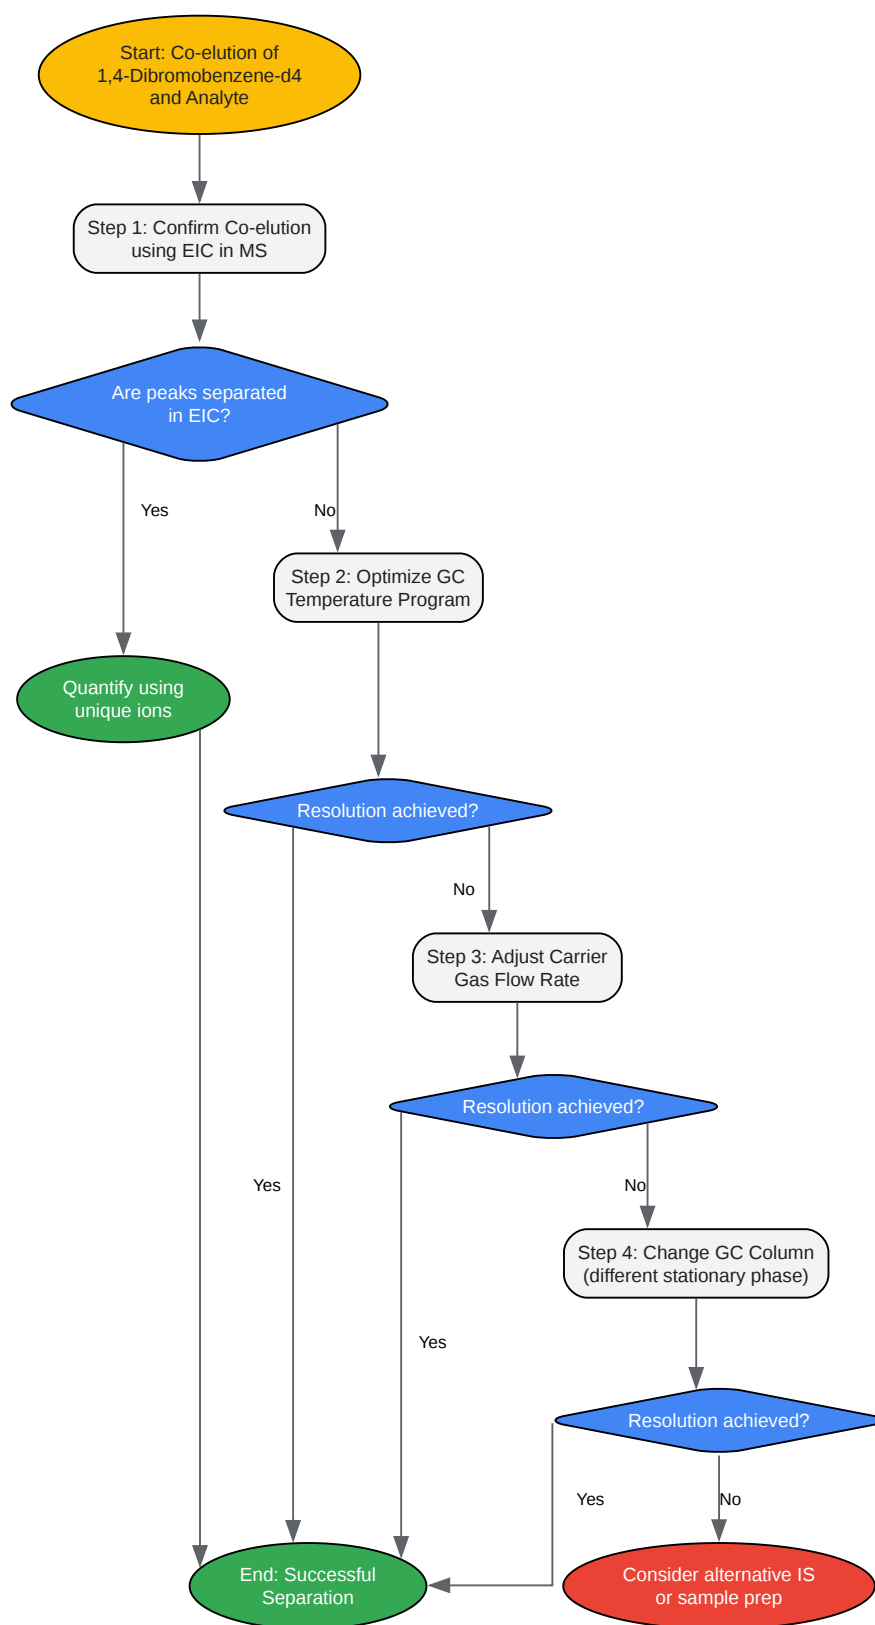 Start: Co-elution of
1,4-Dibromobenzene-d4
and Analyte
Step 1: Confirm Co-elution
using EIC in MS
Are peaks separated
in EIC?
Yes
No
Step 2: Optimize GC
Temperature Program
Quantify using
unique ions
Resolution achieved?
No
Step 3: Adjust Carrier
Gas Flow Rate
Resolution achieved?
Yes
No
Step 4: Change GC Column
(different stationary phase)
Yes
Resolution achieved?
Yes
No
End: Successful
Separation
Consider alternative IS
or sample prep